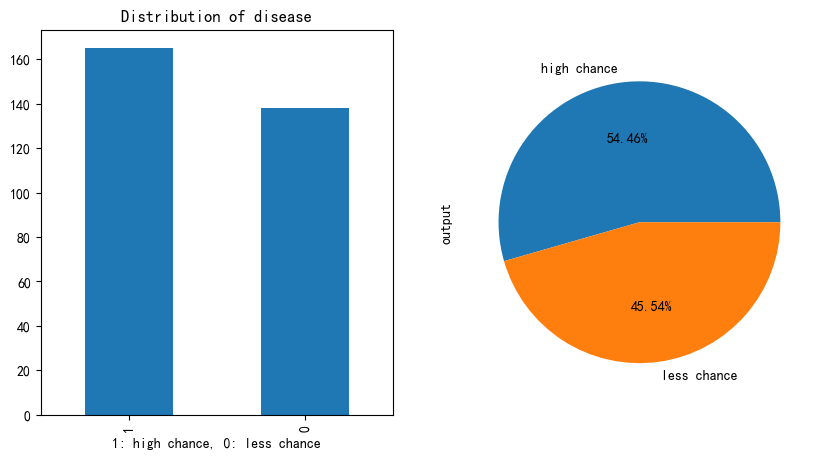 Distribution of disease
160
140
120
100
80
60
40
20
0
1
0
1: high chance, 0: less chance
high chance
54.46%
output
45.54%
less chance